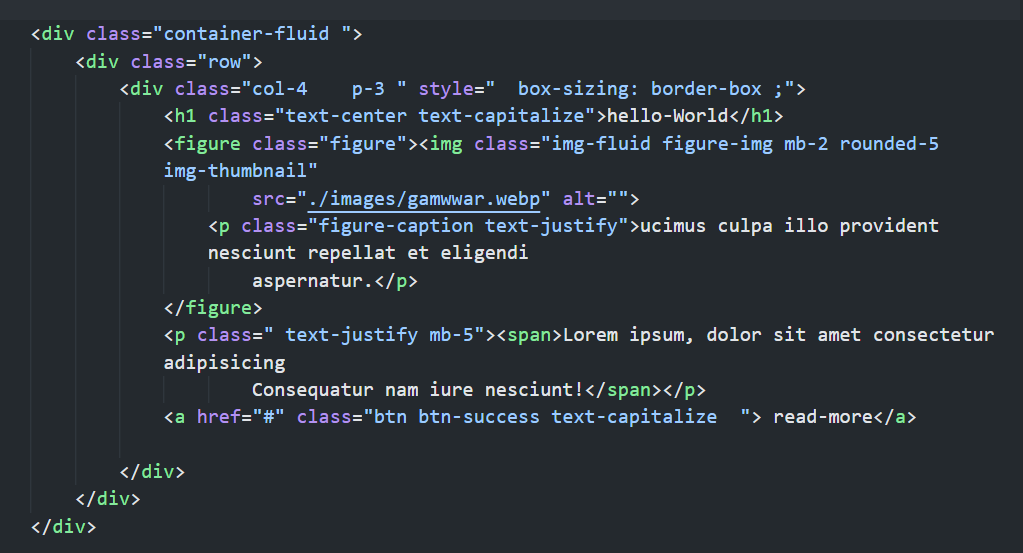 <div class="container-fluid ">
<div class="row">
<div class="col-4    p-3 " style="  box-sizing: border-box ;">
<h1 class="text-center text-capitalize">hello-World</h1>
<figure class="figure"><img class="img-fluid figure-img mb-2 rounded-5
img-thumbnail"
src="./images/gamwwar.webp" alt="">
<p class="figure-caption text-justify">ucimus culpa illo provident
nesciunt repellat et eligendi
aspernatur.</p>
</figure>
<p class=" text-justify mb-5"><span>Lorem ipsum, dolor sit amet consectetur
adipisicing
Consequatur nam iure nesciunt!</span></p>
<a href="#" class="btn btn-success text-capitalize  "> read-more</a>
</div>
</div>
</div>